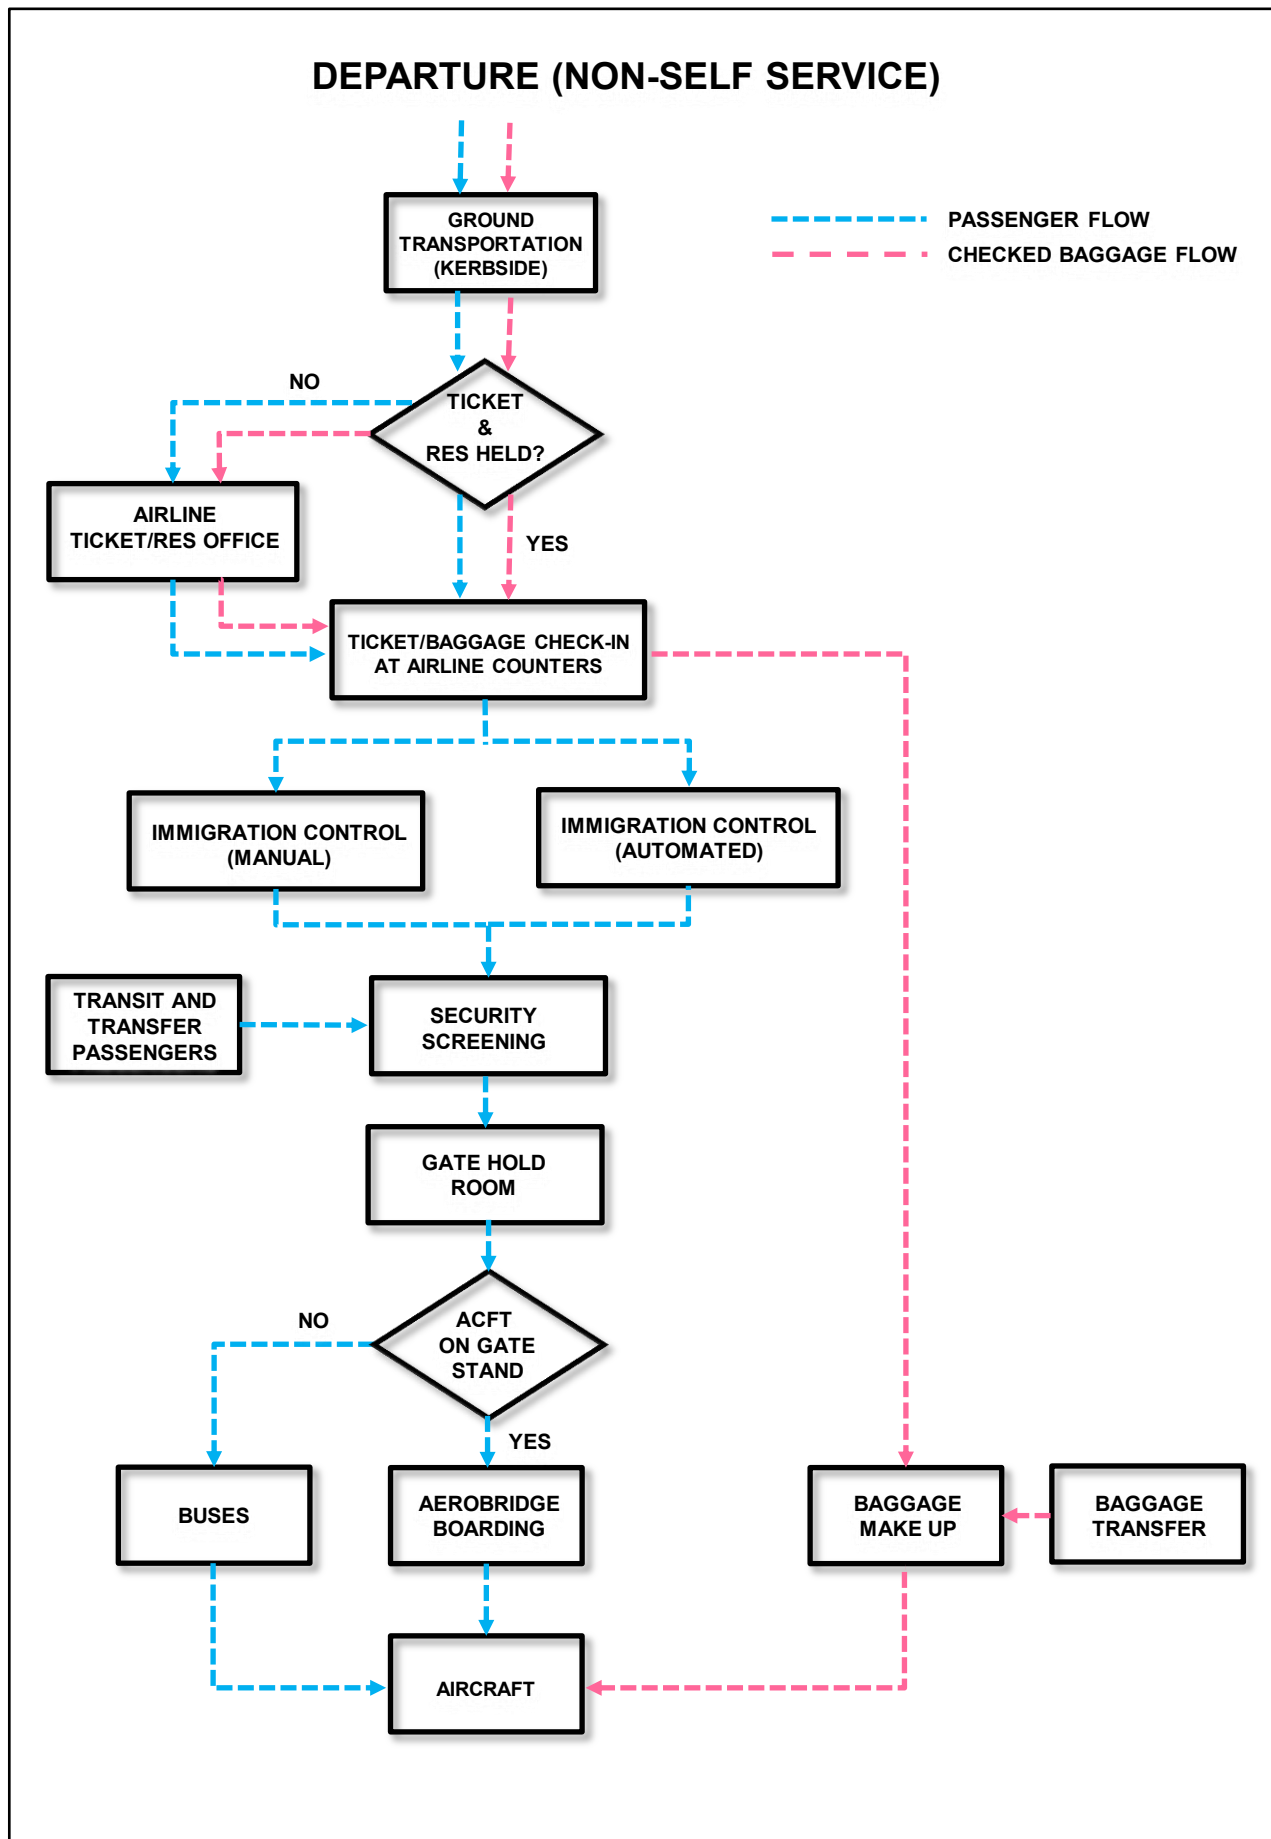 DEPARTURE (NON-SELF SERVICE)
GROUND
TRANSPORTATION
(KERBSIDE)
PASSENGER FLOW
CHECKED BAGGAGE FLOW
NO
TICKET
&
RES HELD?
AIRLINE
TICKET/RES OFFICE
YES
TICKET/BAGGAGE CHECK-IN
AT AIRLINE COUNTERS
IMMIGRATION CONTROL
(MANUAL)
IMMIGRATION CONTROL
(AUTOMATED)
TRANSIT AND
TRANSFER
PASSENGERS
SECURITY
SCREENING
GATE HOLD
ROOM
NO
ACFT
ON GATE
STAND
YES
BUSES
AEROBRIDGE
BOARDING
BAGGAGE
MAKE UP
BAGGAGE
TRANSFER
AIRCRAFT